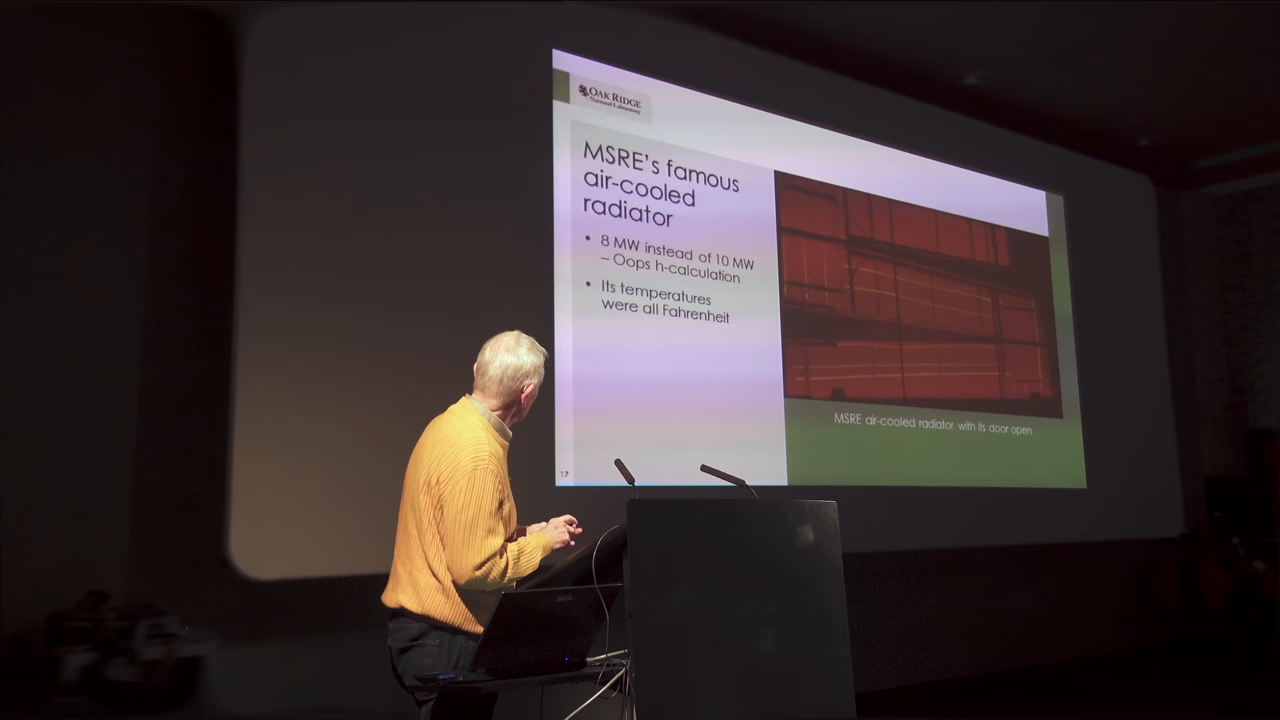 OAK RIDGE
National Laboratory
MSRE's famous
air-cooled
radiator
• 8 MW instead of 10 MW
– Oops h-calculation
• Its temperatures
were all Fahrenheit
MSRE air-cooled radiator with its door open
17